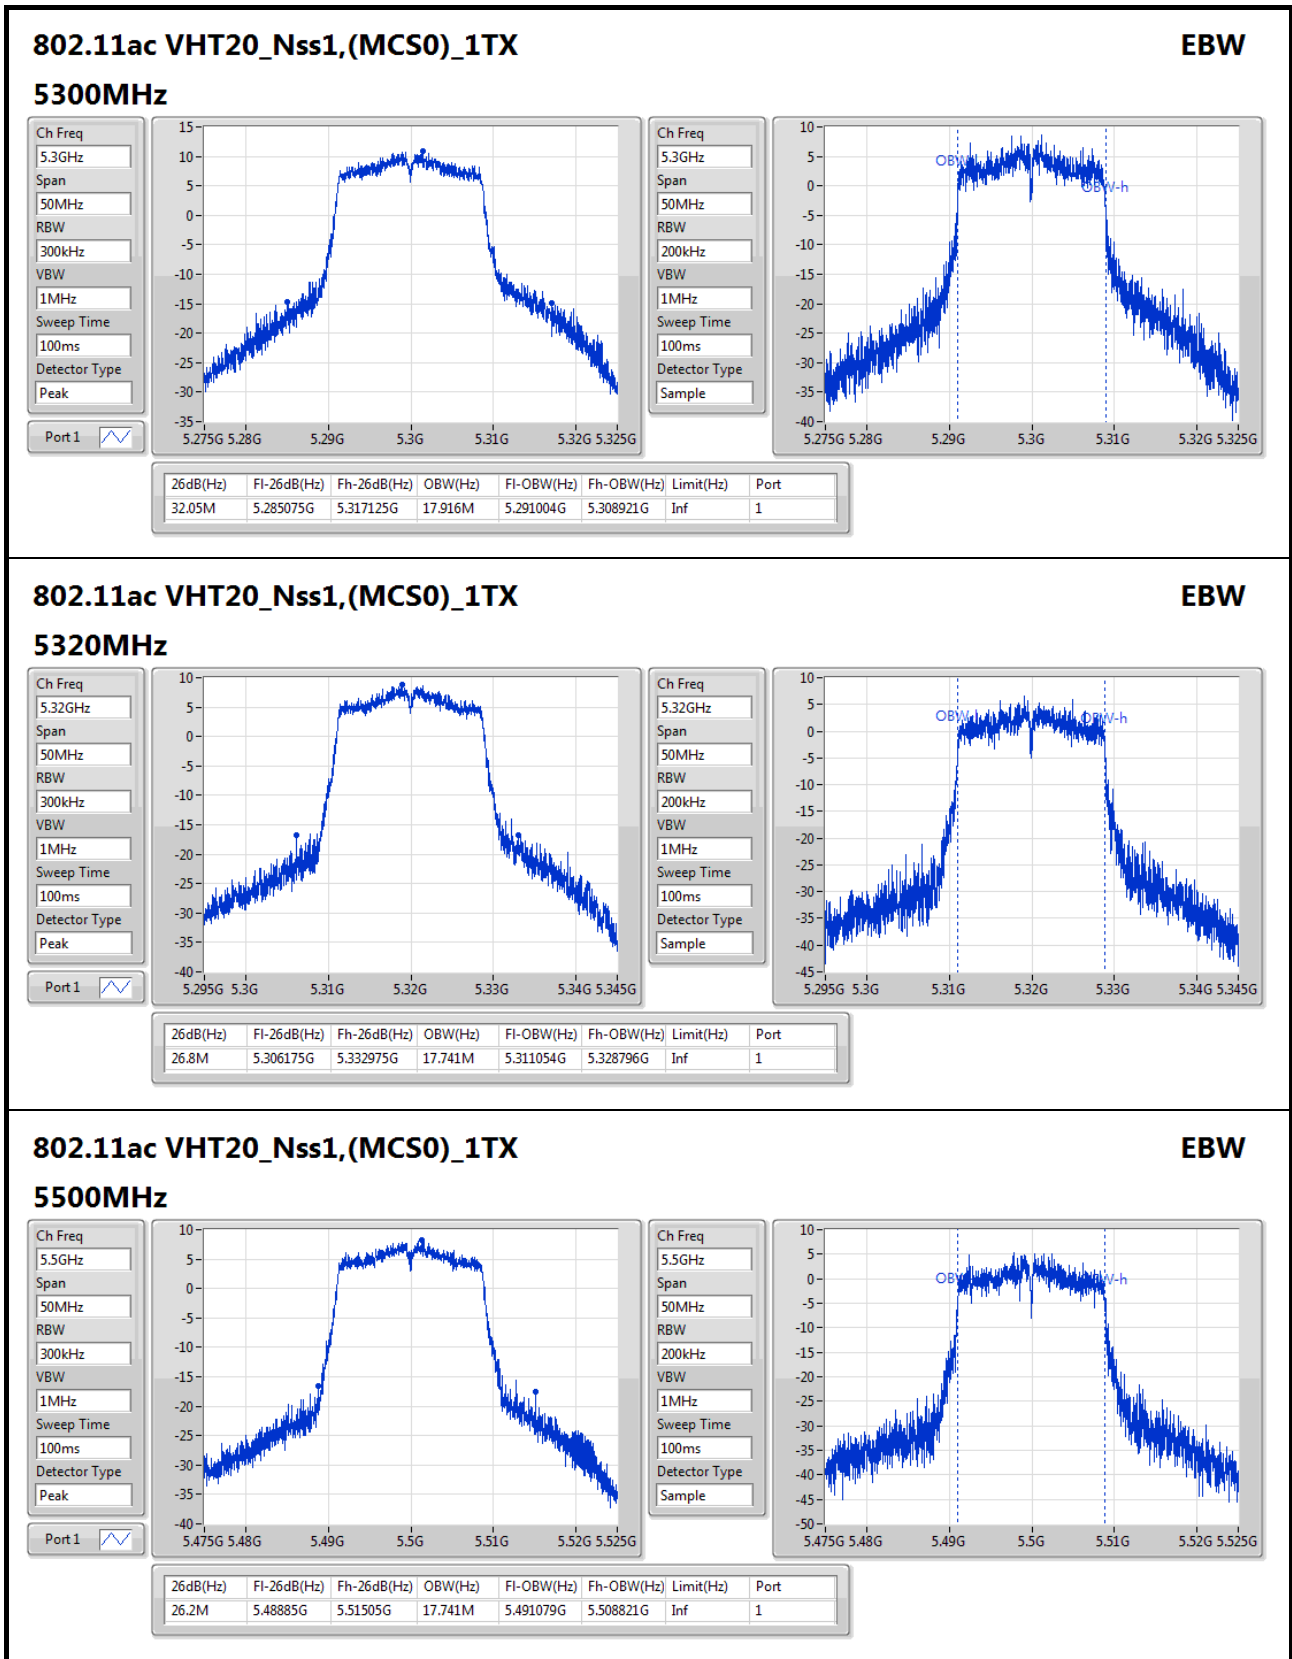 802.11ac VHT20_Nss1,(MCS0)_1TX EBW
5300MHz
Ch Freq
5.3GHz
Span
50MHz
RBW
300kHz
VBW
1MHz
Sweep Time
100ms
Detector Type
Peak
Port 1
15
10
5
0
-5
-10
-15
-20
-25
-30
-35
5.275G 5.28G 5.29G 5.3G 5.31G 5.32G 5.325G
Ch Freq
5.3GHz
Span
50MHz
RBW
200kHz
VBW
1MHz
Sweep Time
100ms
Detector Type
Sample
10
5
0
-5
-10
-15
-20
-25
-30
-35
-40
OBW-h
5.275G 5.28G 5.29G 5.3G 5.31G 5.32G 5.325G
26dB(Hz) Fl-26dB(Hz) Fh-26dB(Hz) OBW(Hz) Fl-OBW(Hz) Fh-OBW(Hz) Limit(Hz) Port
32.05M 5.285075G 5.317125G 17.916M 5.291004G 5.308921G Inf 1
802.11ac VHT20_Nss1,(MCS0)_1TX EBW
5320MHz
Ch Freq
5.32GHz
Span
50MHz
RBW
300kHz
VBW
1MHz
Sweep Time
100ms
Detector Type
Peak
Port 1
10
5
0
-5
-10
-15
-20
-25
-30
-35
-40
5.295G 5.3G 5.31G 5.32G 5.33G 5.34G 5.345G
Ch Freq
5.32GHz
Span
50MHz
RBW
200kHz
VBW
1MHz
Sweep Time
100ms
Detector Type
Sample
10
5
0
-5
-10
-15
-20
-25
-30
-35
-40
-45
OBW-h
5.295G 5.3G 5.31G 5.32G 5.33G 5.34G 5.345G
26dB(Hz) Fl-26dB(Hz) Fh-26dB(Hz) OBW(Hz) Fl-OBW(Hz) Fh-OBW(Hz) Limit(Hz) Port
26.8M 5.306175G 5.332975G 17.741M 5.311054G 5.328796G Inf 1
802.11ac VHT20_Nss1,(MCS0)_1TX EBW
5500MHz
Ch Freq
5.5GHz
Span
50MHz
RBW
300kHz
VBW
1MHz
Sweep Time
100ms
Detector Type
Peak
Port 1
10
5
0
-5
-10
-15
-20
-25
-30
-35
-40
5.475G 5.48G 5.49G 5.5G 5.51G 5.52G 5.525G
Ch Freq
5.5GHz
Span
50MHz
RBW
200kHz
VBW
1MHz
Sweep Time
100ms
Detector Type
Sample
10
5
0
-5
-10
-15
-20
-25
-30
-35
-40
-45
-50
5.475G 5.48G 5.49G 5.5G 5.51G 5.52G 5.525G
26dB(Hz) Fl-26dB(Hz) Fh-26dB(Hz) OBW(Hz) Fl-OBW(Hz) Fh-OBW(Hz) Limit(Hz) Port
26.2M 5.48885G 5.51505G 17.741M 5.491079G 5.508821G Inf 1